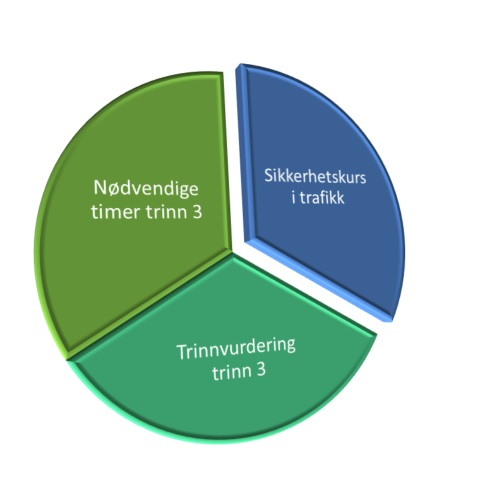 Sikkerhetskurs
i trafikk
Nødvendige
timer trinn 3
Trinnvurdering
trinn 3